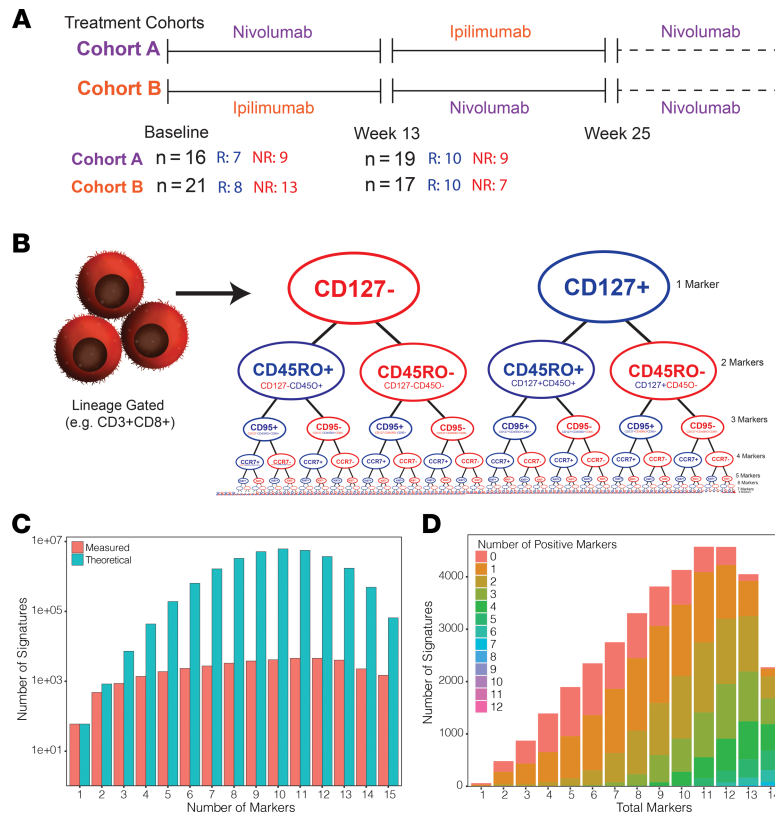 A
Treatment Cohorts
Nivolumab Ipilimumab Nivolumab
Cohort A
Cohort B
Ipilimumab Nivolumab Nivolumab
Baseline Week 13 Week 25
Cohort A n = 16 R: 7 NR: 9 n = 19 R: 10 NR: 9
Cohort B n = 21 R: 8 NR: 13 n = 17 R: 10 NR: 7
B
CD127- CD127+ 1 Marker
CD45RO+ CD45RO- CD45RO+ CD45RO- 2 Markers
CD127-CD45O+ CD127-CD45O- CD127+CD45O+ CD127+CD45O-
Lineage Gated
(e.g. CD3+CD8+)
CD95+ CD95- CD95+ CD95- CD95+ CD95- CD95+ CD95- 3 Markers
CCR7+ CCR7- CCR7+ CCR7- CCR7+ CCR7- CCR7+ CCR7- CCR7+ CCR7- CCR7+ CCR7- CCR7+ CCR7- CCR7+ CCR7- 4 Markers
5 Markers
6 Markers
C
Measured
Theoretical
Number of Signatures
1e+07
1e+05
1e+03
1e+01
1 2 3 4 5 6 7 8 9 10 11 12 13 14 15
Number of Markers
D
Number of Positive Markers
0
1
2
3
4
5
6
7
8
9
10
11
12
Number of Signatures
4000
2000
1000
0
1 2 3 4 5 6 7 8 9 10 11 12 13 14
Total Markers